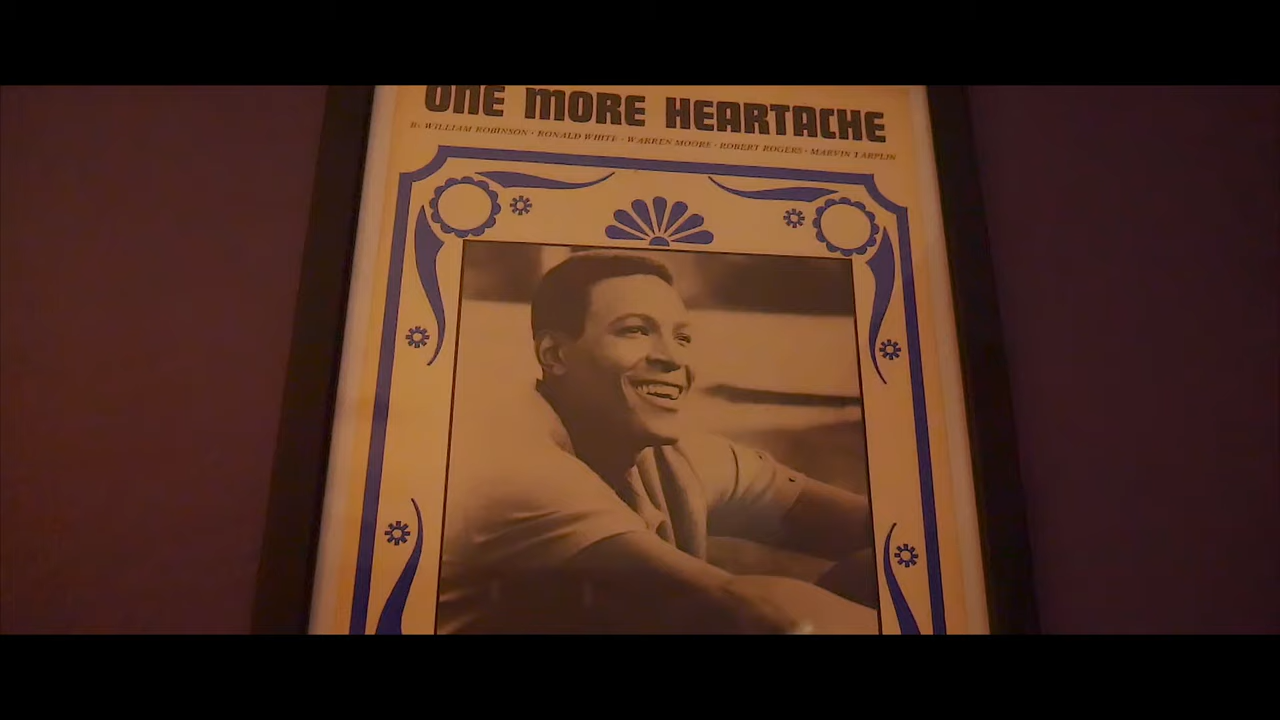 ONE MORE HEARTACHE
By WILLIAM ROBINSON · RONALD WHITE · WARREN MOORE · ROBERT ROGERS · MARVIN TARPLIN